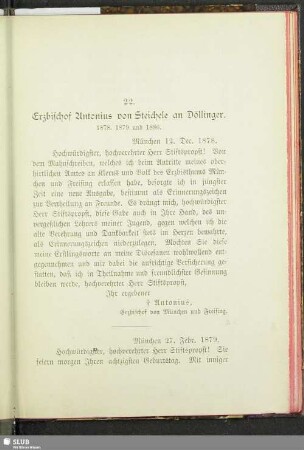 22.
Erzbischof Antonius von Steichele an Döllinger.
1878. 1879 und 1880.
München 12. Dec. 1878.
Hochwürdigster, hochverehrter Herr Stiftspropst! Von
dem Mahnschreiben, welches ich beim Antritte meines ober-
hirtlichen Amtes an Klerus und Volk des Erzbisthums Mün-
chen und Freising erlassen habe, besorgte ich in jüngster
Zeit eine neue Ausgabe, bestimmt als Erinnerungszeichen
zur Vertheilung an Freunde. Es drängt mich, hochverehrter
Herr Stiftspropst, diese Gabe auch in Ihre Hand, des un-
vergesslichen Lehrers meiner Jugend, gegen welchen ich die
alte Verehrung und Dankbarkeit stets im Herzen bewahrte,
als Erinnerungszeichen niederzulegen. Möchten Sie diese
meine Erstlingsworte an meine Diöcesanen wohlwollend ent-
gegennehmen und mir dabei die aufrichtige Versicherung ge-
statten, daß ich in Theilnahme und freundlichster Gesinnung
bleiben werde, hochverehrter Herr Stiftspropst,
Ihr ergebener
† Antonius,
Erzbischof von München und Freising.
München 27. Febr. 1879.
Hochwürdigster, hochverehrter Herr Stiftspropst! Sie
feiern morgen Ihren achtzigsten Geburtstag. Mit inniger
SLUB